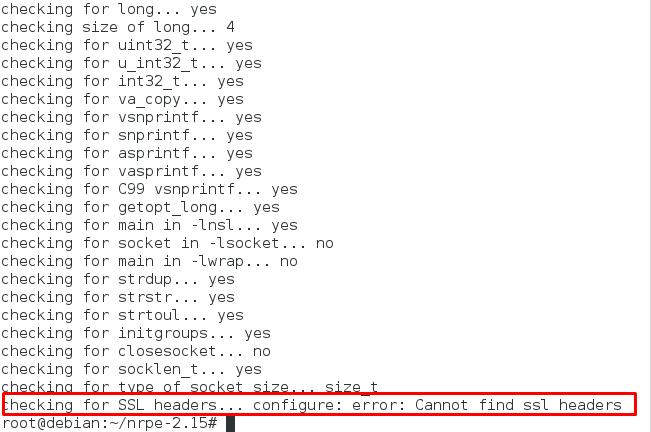 checking for long... yes
checking size of long... 4
checking for uint32_t... yes
checking for u_int32_t... yes
checking for int32_t... yes
checking for va_copy... yes
checking for vsnprintf... yes
checking for snprintf... yes
checking for asprintf... yes
checking for vasprintf... yes
checking for C99 vsnprintf... yes
checking for getopt_long... yes
checking for main in -lnsl... yes
checking for socket in -lsocket... no
checking for main in -lwrap... no
checking for strdup... yes
checking for strstr... yes
checking for strtoul... yes
checking for initgroups... yes
checking for closesocket... no
checking for socklen_t... yes
checking for type of socket size... size_t
checking for SSL headers... configure: error: Cannot find ssl headers
root@debian:~/nrpe-2.15#